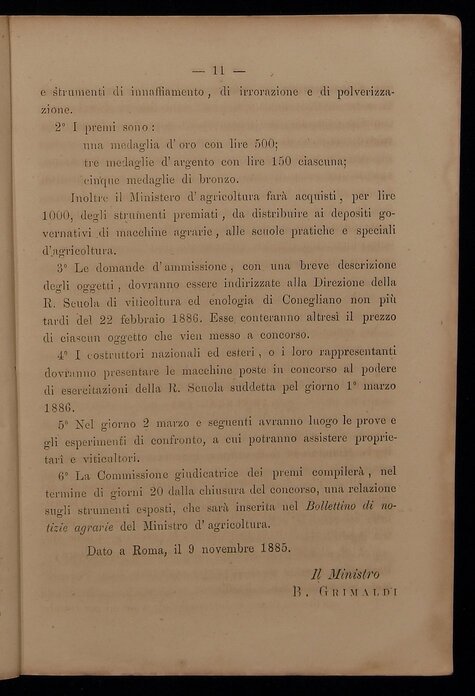 — 11 —
e strumenti di innaffiamento, di irrorazione e di polverizza-
zione.
2° I premi sono:
una medaglia d'oro con lire 500;
tre medaglie d'argento con lire 150 ciascuna;
cinque medaglie di bronzo.
Inoltre il Ministero d'agricoltura farà acquisti, per lire
1000, degli strumenti premiati, da distribuire ai depositi go-
vernativi di macchine agrarie, alle scuole pratiche e speciali
d'agricoltura.
3° Le domande d'ammissione, con una breve descrizione
degli oggetti, dovranno essere indirizzate alla Direzione della
R. Scuola di viticoltura ed enologia di Conegliano non più
tardi del 22 febbraio 1886. Esse conteranno altresì il prezzo
di ciascun oggetto che vien messo a concorso.
4° I costruttori nazionali ed esteri, o i loro rappresentanti
dovranno presentare le macchine poste in concorso al podere
di esercitazioni della R. Scuola suddetta pel giorno 1° marzo
1886.
5° Nel giorno 2 marzo e seguenti avranno luogo le prove e
gli esperimenti di confronto, a cui potranno assistere proprie-
tari e viticultori.
6° La Commissione giudicatrice dei premi compilerà, nel
termine di giorni 20 dalla chiusura del concorso, una relazione
sugli strumenti esposti, che sarà inserita nel Bollettino di no-
tizie agrarie del Ministro d'agricoltura.
Dato a Roma, il 9 novembre 1885.
Il Ministro
B. GRIMALDI